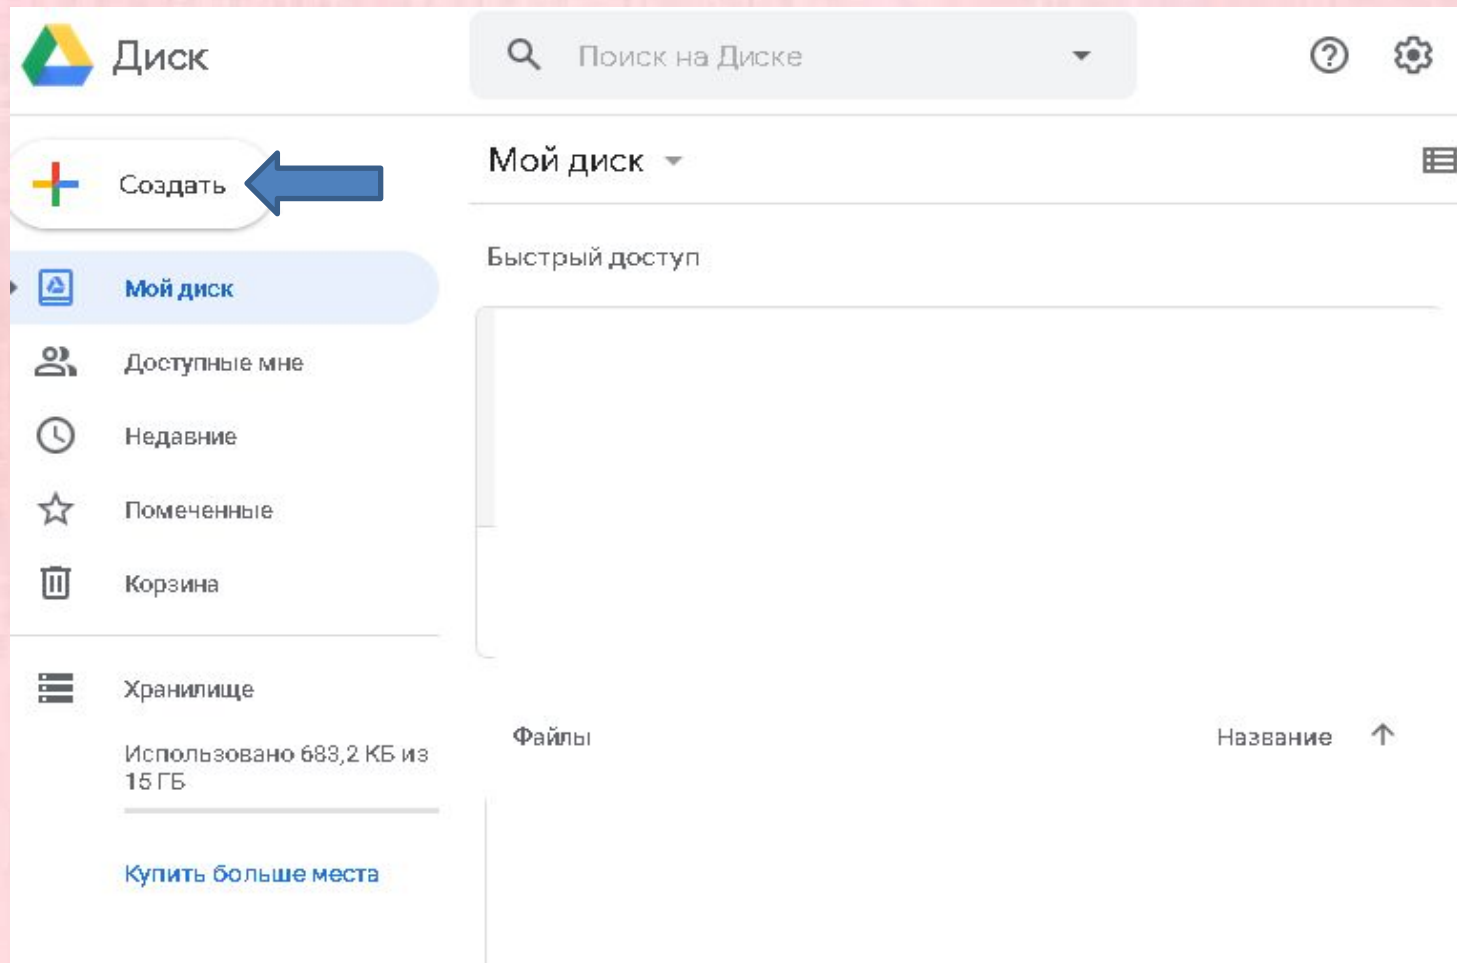 Диск
Поиск на Диске
Создать
Мой диск
Быстрый доступ
Мой диск
Доступные мне
Недавние
Помеченные
Корзина
Хранилище
Использовано 683,2 КБ из
15 ГБ
Купить больше места
Файлы
Название